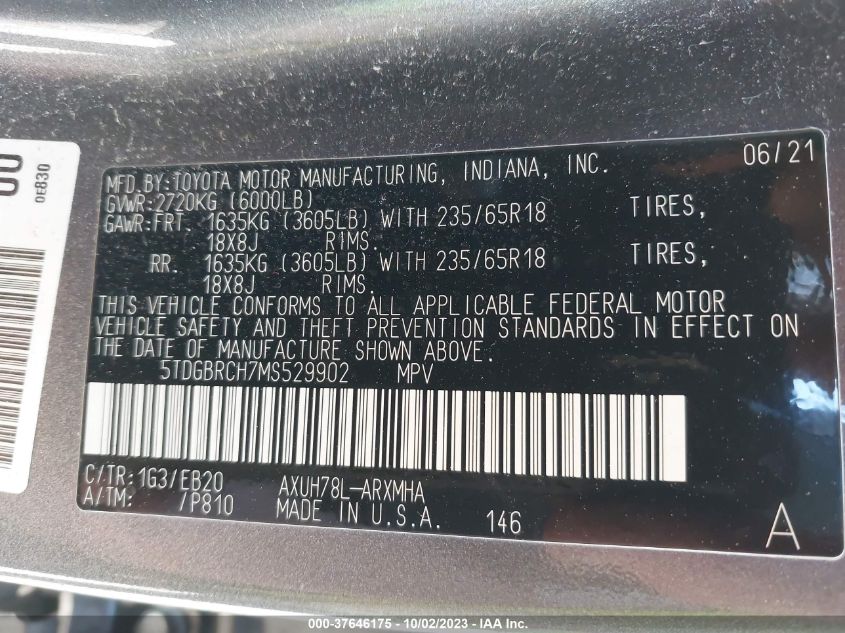 00
0E830
MFD.BY:TOYOTA MOTOR MANUFACTURING, INDIANA, INC. 06/21
GVWR:2720KG (6000LB)
GAWR:FRT. 1635KG (3605LB) WITH 235/65R18 TIRES,
18X8J RIMS.
RR. 1635KG (3605LB) WITH 235/65R18 TIRES,
18X8J RIMS.
THIS VEHICLE CONFORMS TO ALL APPLICABLE FEDERAL MOTOR
VEHICLE SAFETY AND THEFT PREVENTION STANDARDS IN EFFECT ON
THE DATE OF MANUFACTURE SHOWN ABOVE.
5TDGBRCH7MS529902 MPV
C/TR:1G3/EB20 AXUH78L-ARXMHA
A/TM: /P810 MADE IN U.S.A. 146 A
000-37646175 - 10/02/2023 - IAA Inc.